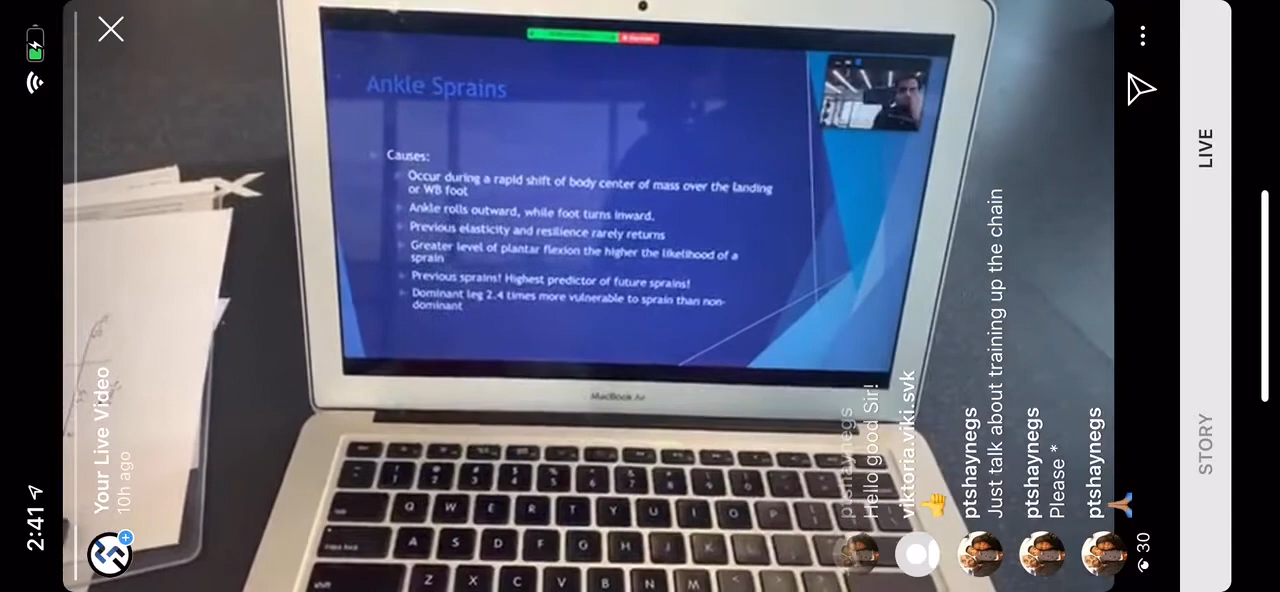 Ankle Sprains
Causes:
Occur during a rapid shift of body center of mass over the landing
or WB foot
Ankle rolls outward, while foot turns inward.
Previous elasticity and resilience rarely returns
Greater level of plantar flexion the higher the likelihood of a
sprain
Previous sprains! Highest predictor of future sprains!
Dominant leg 2.4 times more vulnerable to sprain than non-
dominant
MacBook Air
Q W E R T Y U I O P
caps lock A S D F G H J K L
shift Z X C V B N M
2:41
Your Live Video
10h ago
ptshaynegs
Hello good Sir!
viktoria.viki.svk
👍
ptshaynegs
Just talk about training up the chain
ptshaynegs
Please *
ptshaynegs
🙏🏽
30
STORY
LIVE